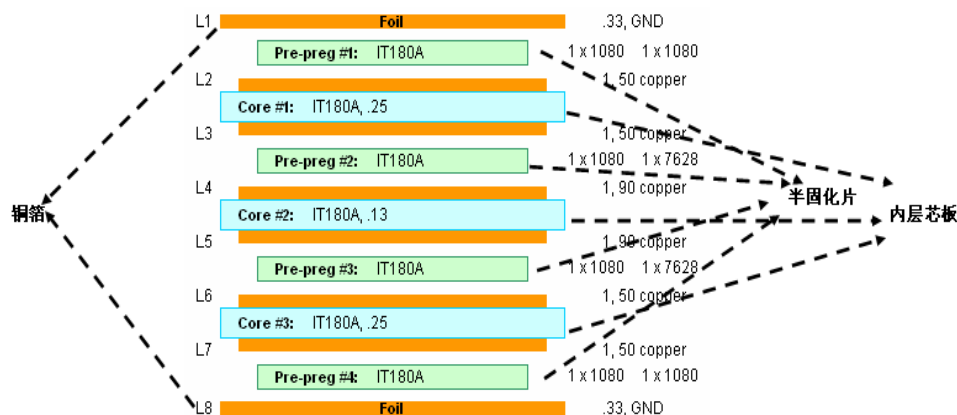 L1 Foil .33, GND
Pre-preg #1: IT180A 1 x 1080 1 x 1080
L2 1, 50 copper
Core #1: IT180A, .25
L3 1, 50 copper
Pre-preg #2: IT180A 1 x 1080 1 x 7628
L4 1, 90 copper
半固化片
铜箔 Core #2: IT180A, .13 内层芯板
L5 1, 90 copper
Pre-preg #3: IT180A 1 x 1080 1 x 7628
L6 1, 50 copper
Core #3: IT180A, .25
L7 1, 50 copper
Pre-preg #4: IT180A 1 x 1080 1 x 1080
L8 Foil .33, GND